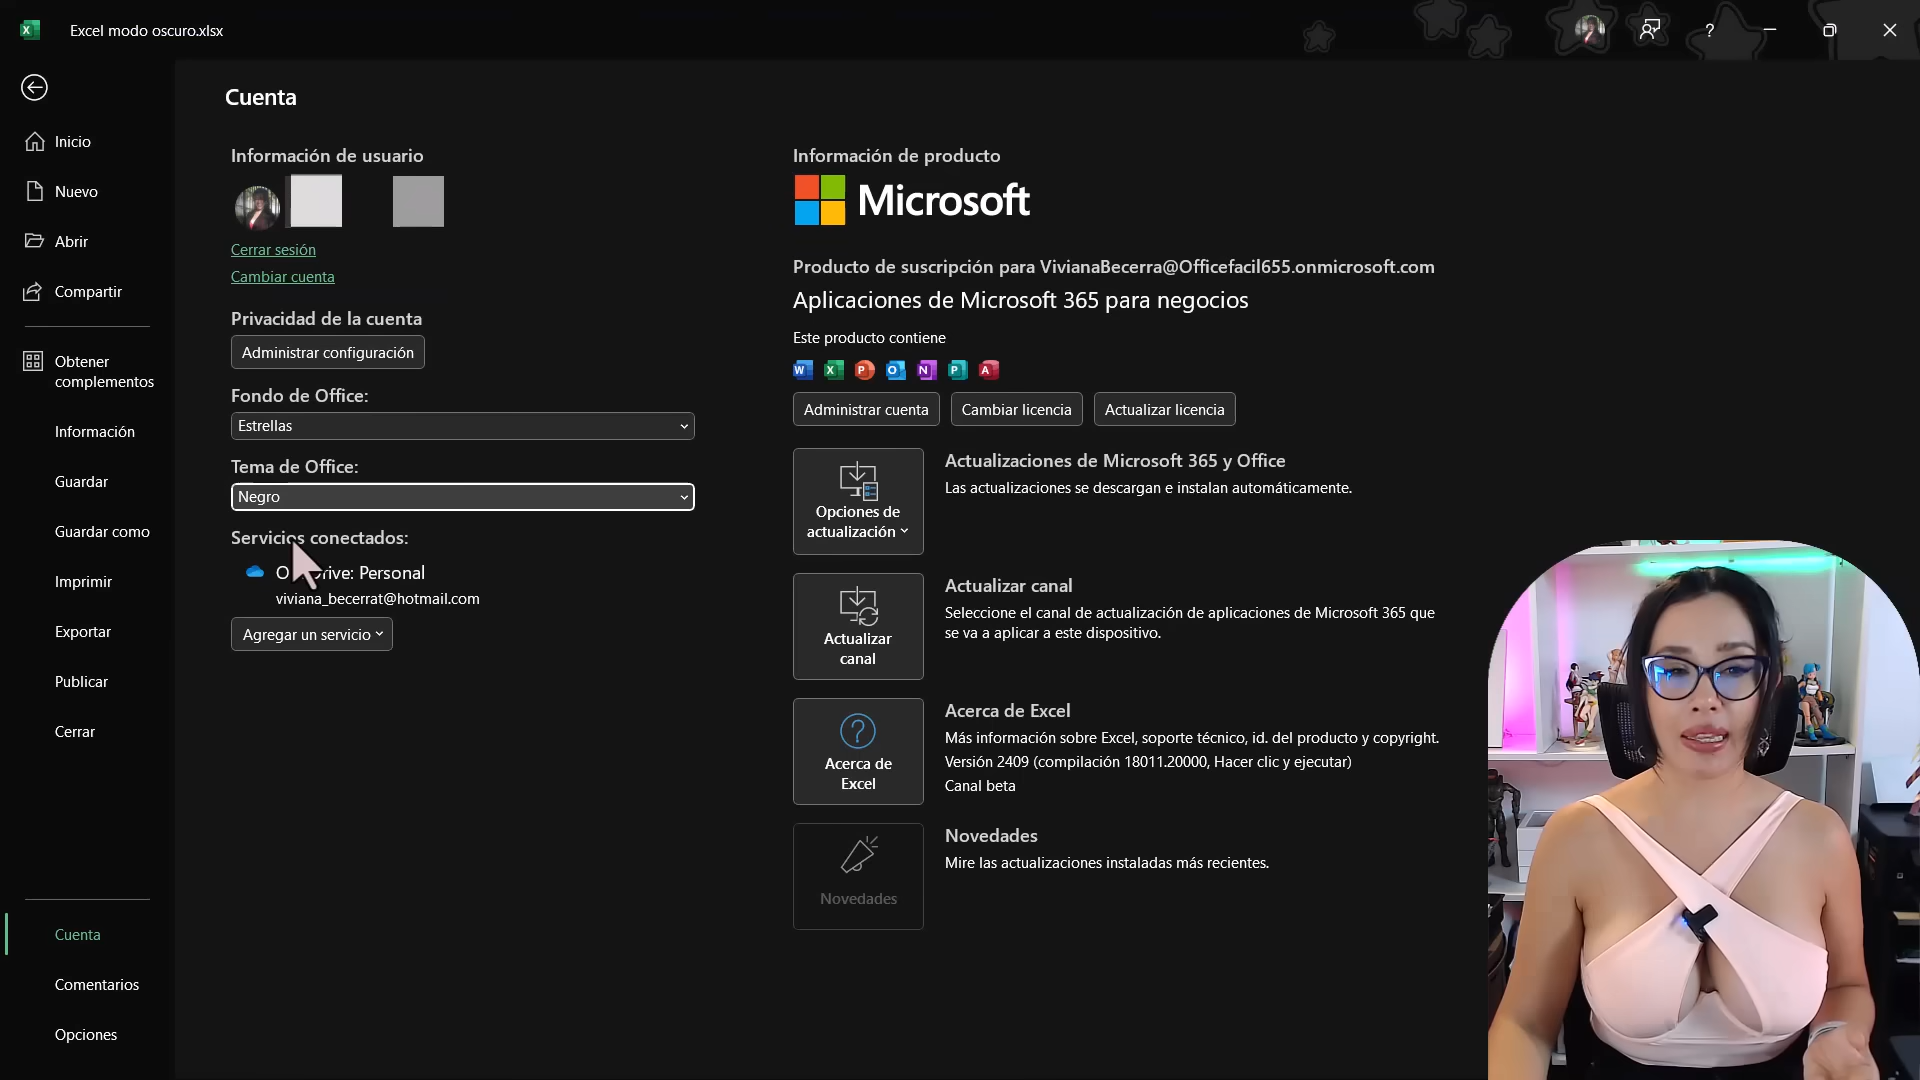 Excel modo oscuro.xlsx
?
Cuenta
Inicio
Nuevo
Abrir
Compartir
Obtener
complementos
Información
Guardar
Guardar como
Imprimir
Exportar
Publicar
Cerrar
Cuenta
Comentarios
Opciones
Información de usuario
Cerrar sesión
Cambiar cuenta
Privacidad de la cuenta
Administrar configuración
Fondo de Office:
Estrellas
Tema de Office:
Negro
Servicios conectados:
Personal
viviana_becerrat@hotmail.com
Agregar un servicio
Información de producto
Microsoft
Producto de suscripción para VivianaBecerra@Officefacil655.onmicrosoft.com
Aplicaciones de Microsoft 365 para negocios
Este producto contiene
W X P O N P A
Administrar cuenta
Cambiar licencia
Actualizar licencia
Opciones de
actualización
Actualizaciones de Microsoft 365 y Office
Las actualizaciones se descargan e instalan automáticamente.
Actualizar
canal
Actualizar canal
Seleccione el canal de actualización de aplicaciones de Microsoft 365 que
se va a aplicar a este dispositivo.
Acerca de
Excel
Acerca de Excel
Más información sobre Excel, soporte técnico, id. del producto y copyright.
Versión 2409 (compilación 18011.20000, Hacer clic y ejecutar)
Canal beta
Novedades
Novedades
Mire las actualizaciones instaladas más recientes.